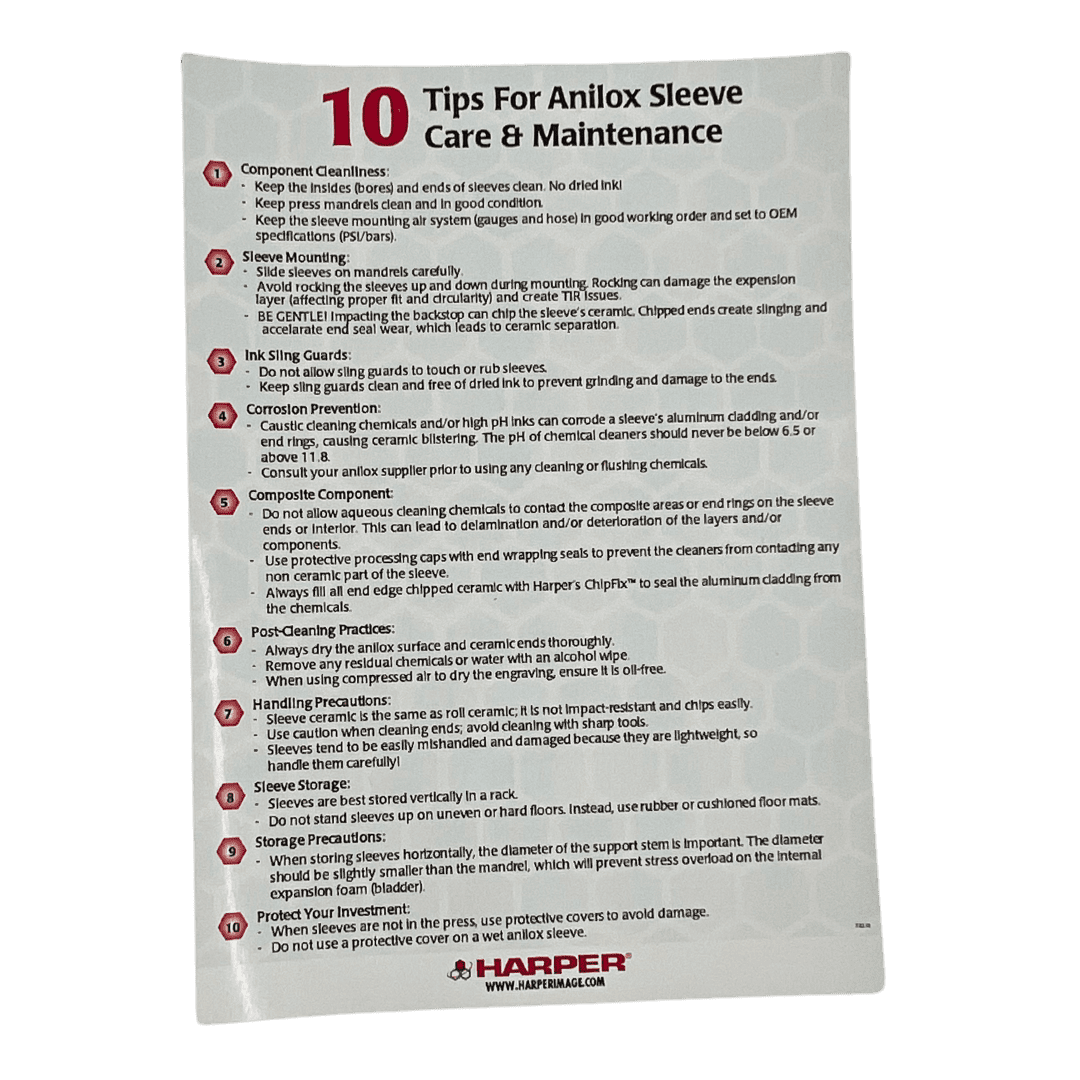 10 Tips For Anilox Sleeve
Care & Maintenance
1 Component Cleanliness:
- Keep the insides (bores) and ends of sleeves clean. No dried ink!
- Keep press mandrels clean and in good condition.
- Keep the sleeve mounting air system (gauges and hose) in good working order and set to OEM
specifications (PSI/bars).
2 Sleeve Mounting:
- Slide sleeves on mandrels carefully.
- Avoid rocking the sleeves up and down during mounting. Rocking can damage the expension
layer (affecting proper fit and circularity) and create TIR issues.
- BE GENTLE! Impacting the backstop can chip the sleeve's ceramic. Chipped ends create slinging and
accelarate end seal wear, which leads to ceramic separation.
3 Ink Sling Guards:
- Do not allow sling guards to touch or rub sleeves.
- Keep sling guards clean and free of dried ink to prevent grinding and damage to the ends.
4 Corrosion Prevention:
- Caustic cleaning chemicals and/or high pH inks can corrode a sleeve's aluminum cladding and/or
end rings, causing ceramic blistering. The pH of chemical cleaners should never be below 6.5 or
above 11.8.
- Consult your anilox supplier prior to using any cleaning or flushing chemicals.
5 Composite Component:
- Do not allow aqueous cleaning chemicals to contact the composite areas or end rings on the sleeve
ends or interior. This can lead to delamination and/or deterioration of the layers and/or
components.
- Use protective processing caps with end wrapping seals to prevent the cleaners from contacting any
non ceramic part of the sleeve.
- Always fill all end edge chipped ceramic with Harper's ChipFix™ to seal the aluminum cladding from
the chemicals.
6 Post-Cleaning Practices:
- Always dry the anilox surface and ceramic ends thoroughly.
- Remove any residual chemicals or water with an alcohol wipe.
- When using compressed air to dry the engraving, ensure it is oil-free.
7 Handling Precautions:
- Sleeve ceramic is the same as roll ceramic; it is not impact-resistant and chips easily.
- Use caution when cleaning ends; avoid cleaning with sharp tools.
- Sleeves tend to be easily mishandled and damaged because they are lightweight, so
handle them carefully!
8 Sleeve Storage:
- Sleeves are best stored vertically in a rack.
- Do not stand sleeves up on uneven or hard floors. Instead, use rubber or cushioned floor mats.
9 Storage Precautions:
- When storing sleeves horizontally, the diameter of the support stem is important. The diameter
should be slightly smaller than the mandrel, which will prevent stress overload on the internal
expansion foam (bladder).
10 Protect Your Investment:
- When sleeves are not in the press, use protective covers to avoid damage.
- Do not use a protective cover on a wet anilox sleeve.
HARPER®
WWW.HARPERIMAGE.COM